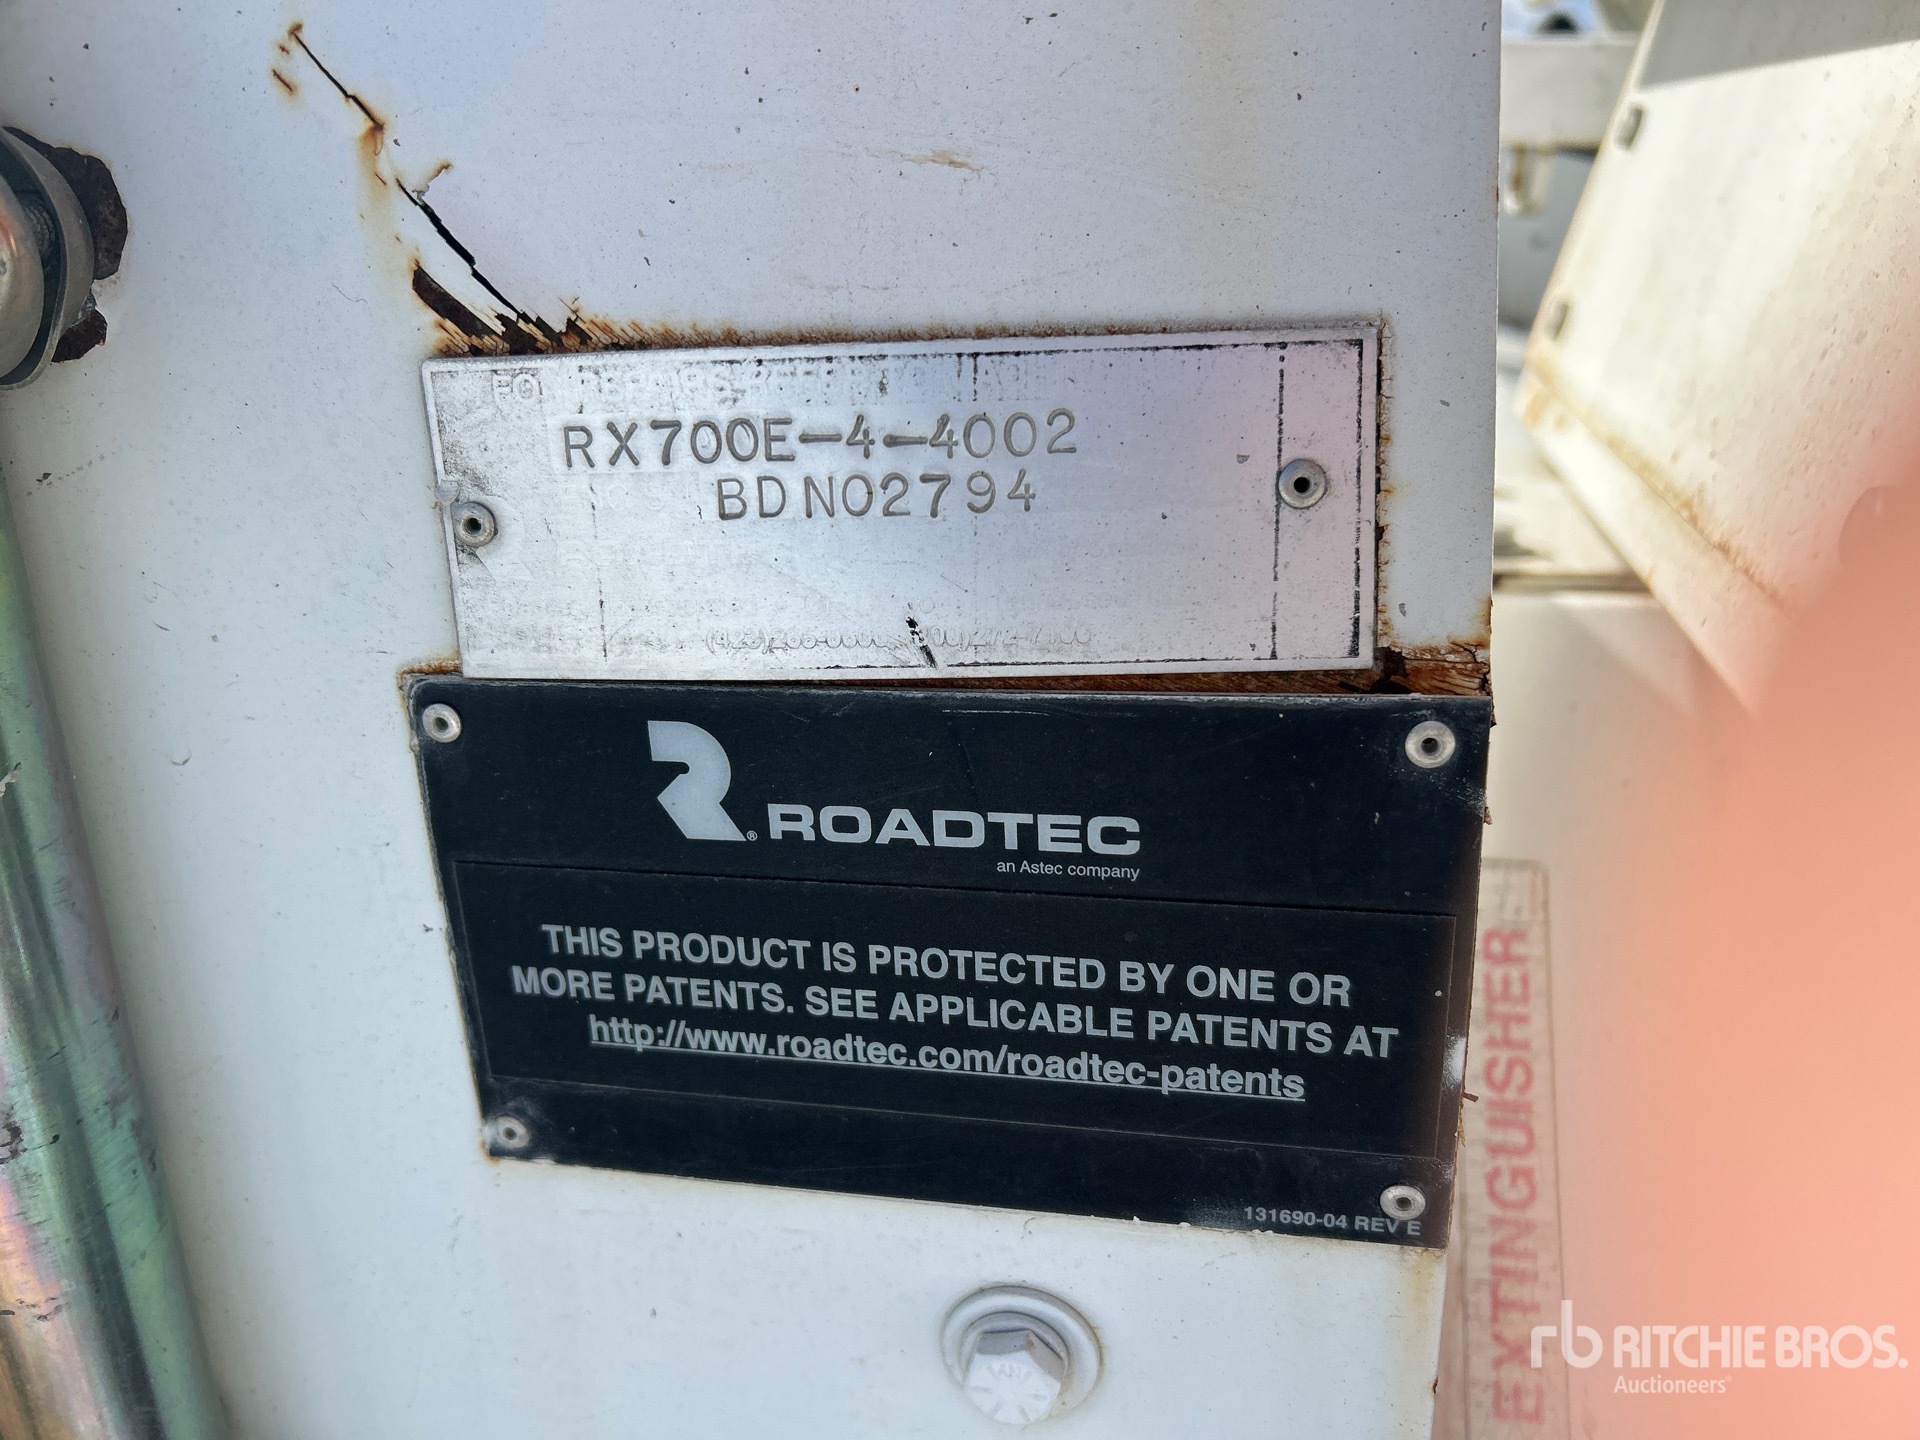 RX700E-4-4002
BDN02794
ROADTEC
an Astec company
THIS PRODUCT IS PROTECTED BY ONE OR
MORE PATENTS. SEE APPLICABLE PATENTS AT
http://www.roadtec.com/roadtec-patents
131690-04 REV E
EXTINGUISHER
rb RITCHIE BROS.
Auctioneers